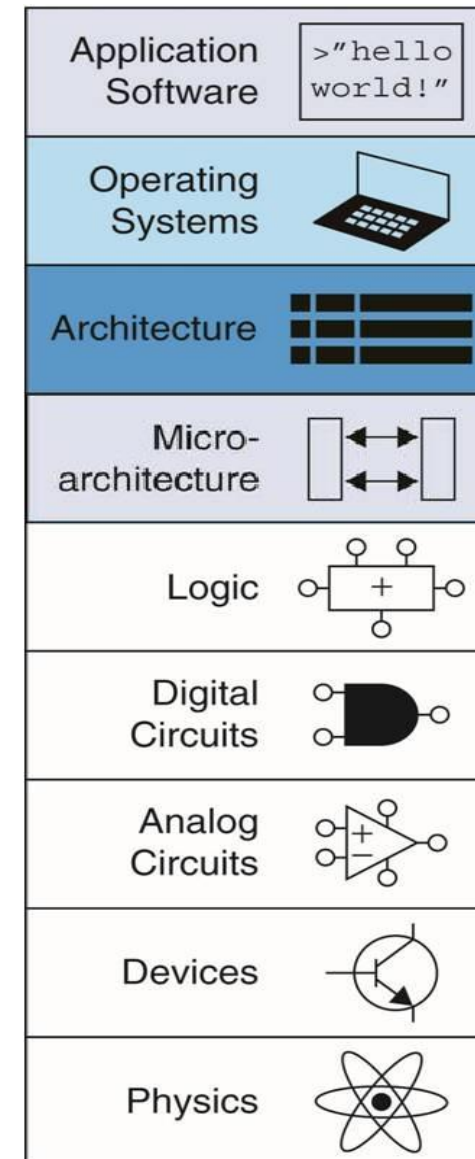 Application
Software
>"hello
world!"
Operating
Systems
Architecture
Micro-
architecture
Logic
+
Digital
Circuits
Analog
Circuits
+
−
Devices
Physics